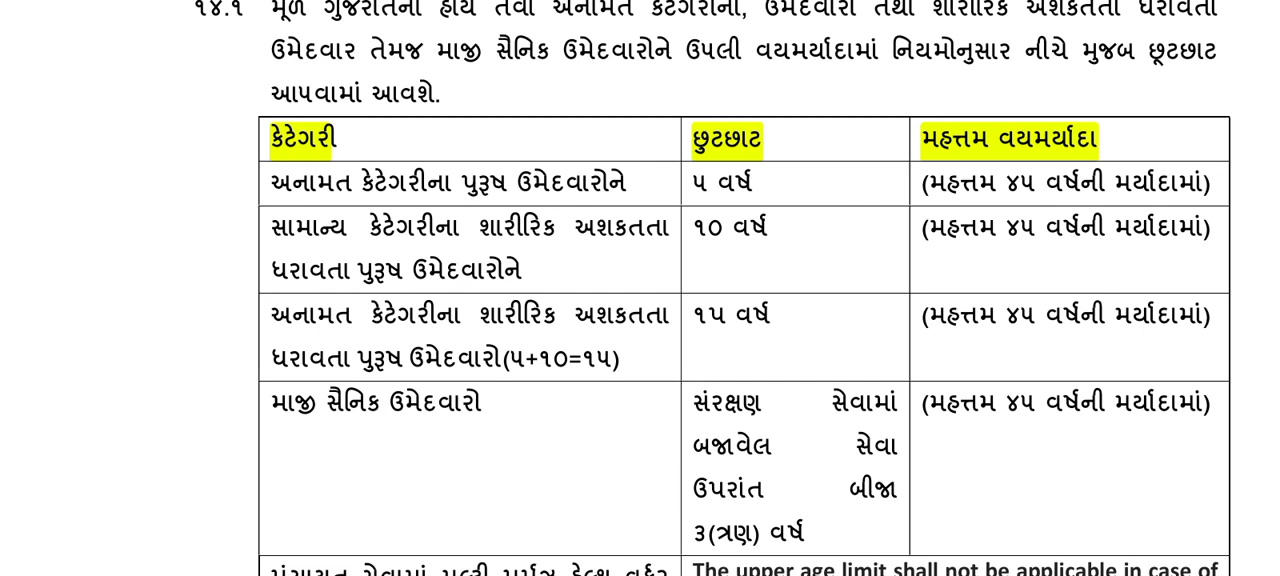 ૧૪.૧ મૂળ ગુજરાતના હોય તેવા અનામત કેટેગરીના, ઉમેદવારો તથા શારીરિક અશકતતા ધરાવતા
ઉમેદવાર તેમજ માજી સૈનિક ઉમેદવારોને ઉપલી વયમર્યાદામાં નિયમોનુસાર નીચે મુજબ છૂટછાટ
આપવામાં આવશે.
કેટેગરી છુટછાટ મહત્તમ વયમર્યાદા
અનામત કેટેગરીના પુરૂષ ઉમેદવારોને ૫ વર્ષ (મહત્તમ ૪૫ વર્ષની મર્યાદામાં)
સામાન્ય કેટેગરીના શારીરિક અશકતતા ૧૦ વર્ષ (મહત્તમ ૪૫ વર્ષની મર્યાદામાં)
ધરાવતા પુરૂષ ઉમેદવારોને
અનામત કેટેગરીના શારીરિક અશકતતા ૧૫ વર્ષ (મહત્તમ ૪૫ વર્ષની મર્યાદામાં)
ધરાવતા પુરૂષ ઉમેદવારો(૫+૧૦=૧૫)
માજી સૈનિક ઉમેદવારો સંરક્ષણ સેવામાં (મહત્તમ ૪૫ વર્ષની મર્યાદામાં)
બજાવેલ સેવા
ઉપરાંત બીજા
૩(ત્રણ) વર્ષ
The upper age limit shall not be applicable in case of